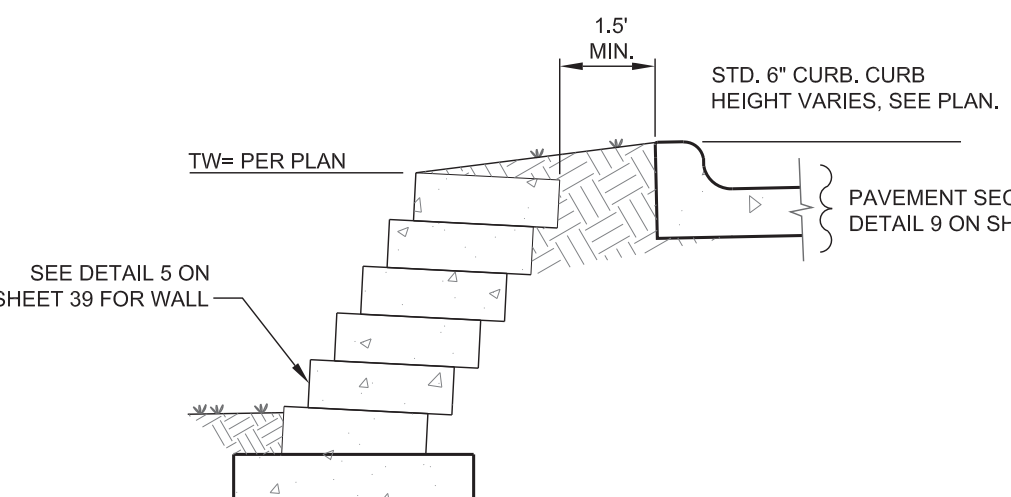 1.5'
MIN.
STD. 6" CURB. CURB
HEIGHT VARIES, SEE PLAN.
TW= PER PLAN
PAVEMENT SEC
DETAIL 9 ON SH
SEE DETAIL 5 ON
SHEET 39 FOR WALL